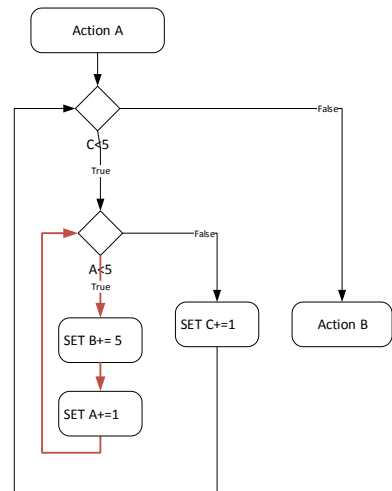 Action A
False
C<5
True
False
A<5
True
SET B+= 5
SET C+=1
Action B
SET A+=1